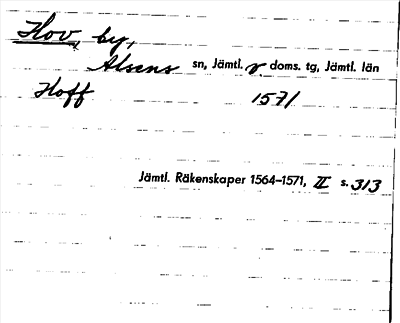 Hov, by,
Alsens sn, Jämtl. v doms. tg, Jämtl. län
Hoff 1571
Jämtl. Räkenskaper 1564–1571, II s. 313